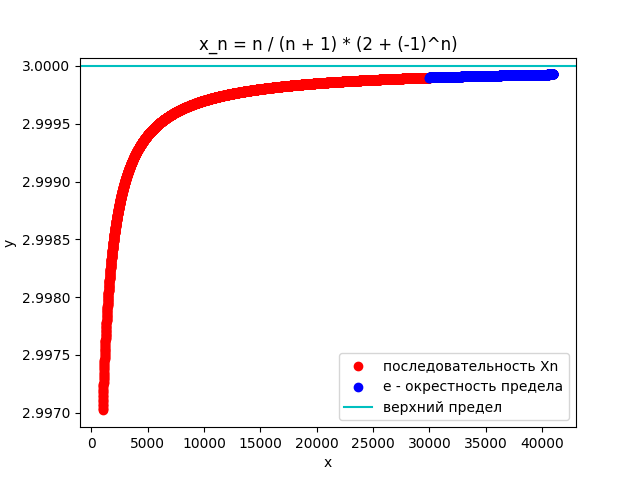 x_n = n / (n + 1) * (2 + (-1)^n)
y
3.0000
2.9995
2.9990
2.9985
2.9980
2.9975
2.9970
последовательность Xn
e - окрестность предела
верхний предел
0 5000 10000 15000 20000 25000 30000 35000 40000
x